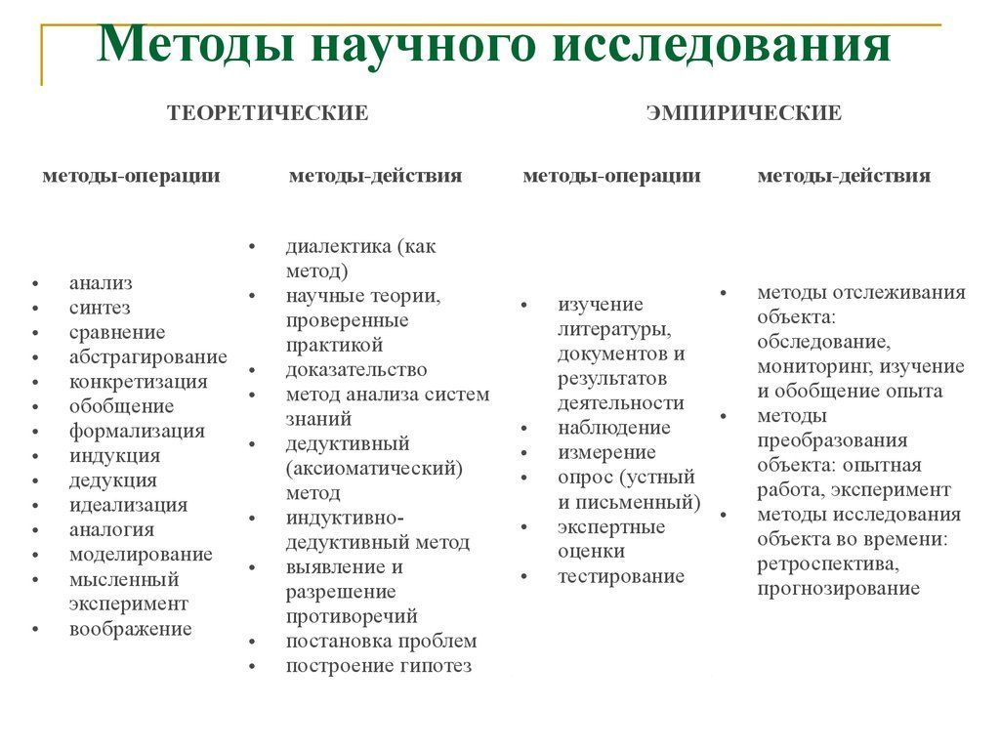 Методы научного исследования
ТЕОРЕТИЧЕСКИЕ
ЭМПИРИЧЕСКИЕ
методы-операции
методы-действия
методы-операции
методы-действия
• анализ
• синтез
• сравнение
• абстрагирование
• конкретизация
• обобщение
• формализация
• индукция
• дедукция
• идеализация
• аналогия
• моделирование
• мысленный
эксперимент
• воображение
• диалектика (как
метод)
• научные теории,
проверенные
практикой
• доказательство
• метод анализа систем
знаний
• дедуктивный
(аксиоматический)
метод
• индуктивно-
дедуктивный метод
• выявление и
разрешение
противоречий
• постановка проблем
• построение гипотез
• изучение
литературы,
документов и
результатов
деятельности
• наблюдение
• измерение
• опрос (устный
и письменный)
• экспертные
оценки
• тестирование
• методы отслеживания
объекта:
обследование,
мониторинг, изучение
и обобщение опыта
• методы
преобразования
объекта: опытная
работа, эксперимент
• методы исследования
объекта во времени:
ретроспектива,
прогнозирование